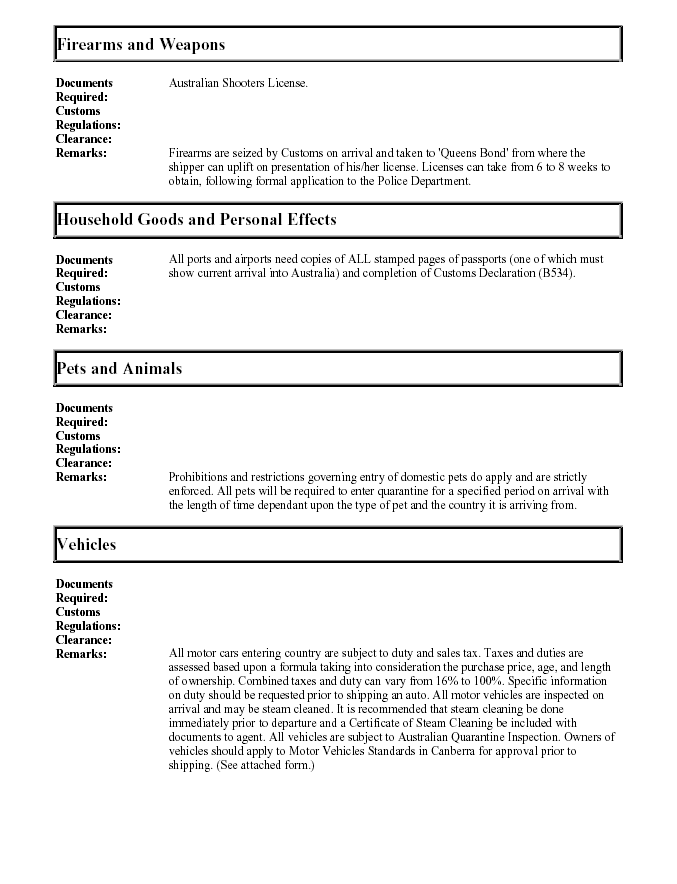 Firearms and Weapons
Documents Required: Australian Shooters License.
Customs
Regulations:
Clearance:
Remarks: Firearms are seized by Customs on arrival and taken to 'Queens Bond' from where the
shipper can uplift on presentation of his/her license. Licenses can take from 6 to 8 weeks to
obtain, following formal application to the Police Department.
Household Goods and Personal Effects
Documents All ports and airports need copies of ALL stamped pages of passports (one of which must
Required: show current arrival into Australia) and completion of Customs Declaration (B534).
Customs
Regulations:
Clearance:
Remarks:
Pets and Animals
Documents
Required:
Customs
Regulations:
Clearance:
Remarks: Prohibitions and restrictions governing entry of domestic pets do apply and are strictly
enforced. All pets will be required to enter quarantine for a specified period on arrival with
the length of time dependant upon the type of pet and the country it is arriving from.
Vehicles
Documents
Required:
Customs
Regulations:
Clearance:
Remarks: All motor cars entering country are subject to duty and sales tax. Taxes and duties are
assessed based upon a formula taking into consideration the purchase price, age, and length
of ownership. Combined taxes and duty can vary from 16% to 100%. Specific information
on duty should be requested prior to shipping an auto. All motor vehicles are inspected on
arrival and may be steam cleaned. It is recommended that steam cleaning be done
immediately prior to departure and a Certificate of Steam Cleaning be included with
documents to agent. All vehicles are subject to Australian Quarantine Inspection. Owners of
vehicles should apply to Motor Vehicles Standards in Canberra for approval prior to
shipping. (See attached form.)